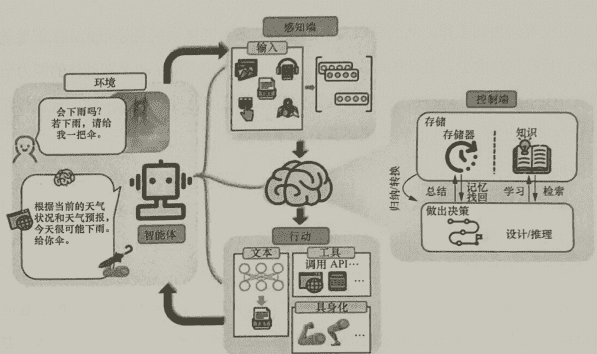 感知端
输入
环境
会下雨吗?
若下雨,请给
我一把伞。
根据当前的天气
状况和天气预报,
今天很可能下雨。
给你伞。
智能体
行动
文本
工具
调用 API…
…
具身化
…
控制端
存储
存储器
知识
归纳/转换
总结
记忆
找回
学习
检索
做出决策
设计/推理